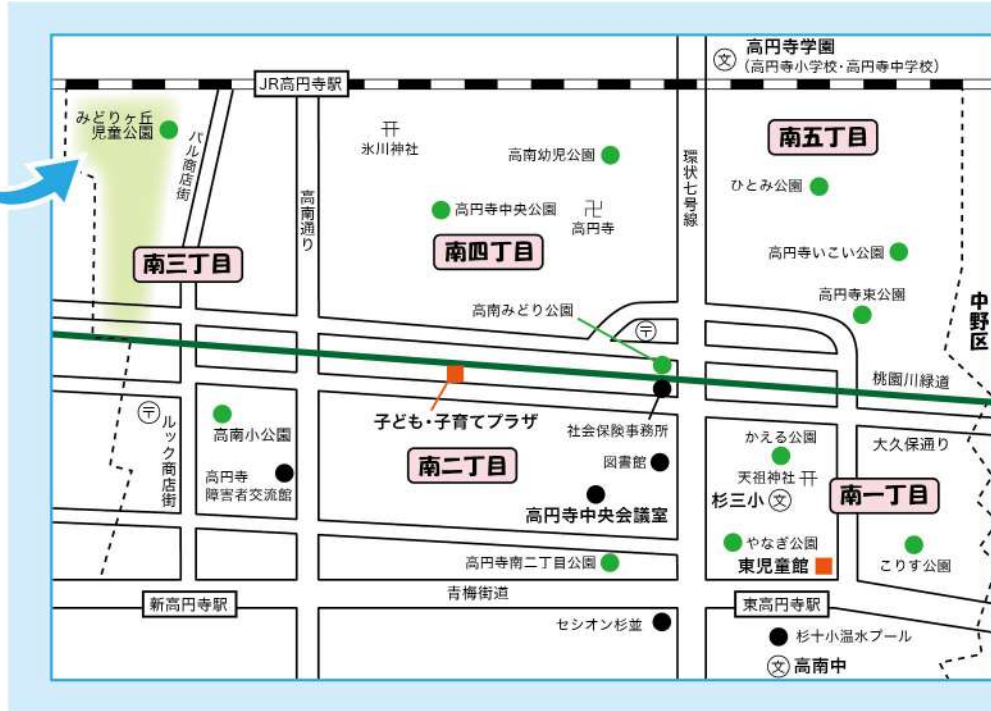 高円寺学園
(高円寺小学校・高円寺中学校)
文
JR高円寺駅
みどりヶ丘
児童公園
パル商店街
氷川神社
高南幼児公園
南五丁目
環状七号線
ひとみ公園
高南通り
高円寺中央公園
卍
高円寺
南四丁目
南三丁目
高円寺いこい公園
高円寺東公園
中野区
高南みどり公園
〒
桃園川緑道
子ども・子育てプラザ
社会保険事務所
〒
ルック商店街
高南小公園
かえる公園
大久保通り
高円寺
障害者交流館
南二丁目
図書館
天祖神社
杉三小
文
南一丁目
高円寺中央会議室
やなぎ公園
東児童館
こりす公園
高円寺南二丁目公園
青梅街道
新高円寺駅
東高円寺駅
セシオン杉並
杉十小温水プール
文
高南中